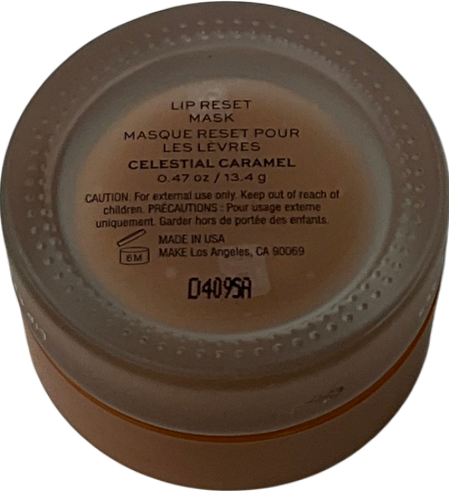 LIP RESET
MASK
MASQUE RESET POUR
LES LÈVRES
CELESTIAL CARAMEL
0.47 oz / 13.4 g
CAUTION: For external use only. Keep out of reach of
children. PRÉCAUTIONS : Pour usage externe
uniquement. Garder hors de portée des enfants.
6M
MADE IN USA
MAKE Los Angeles, CA 90069
D409SA